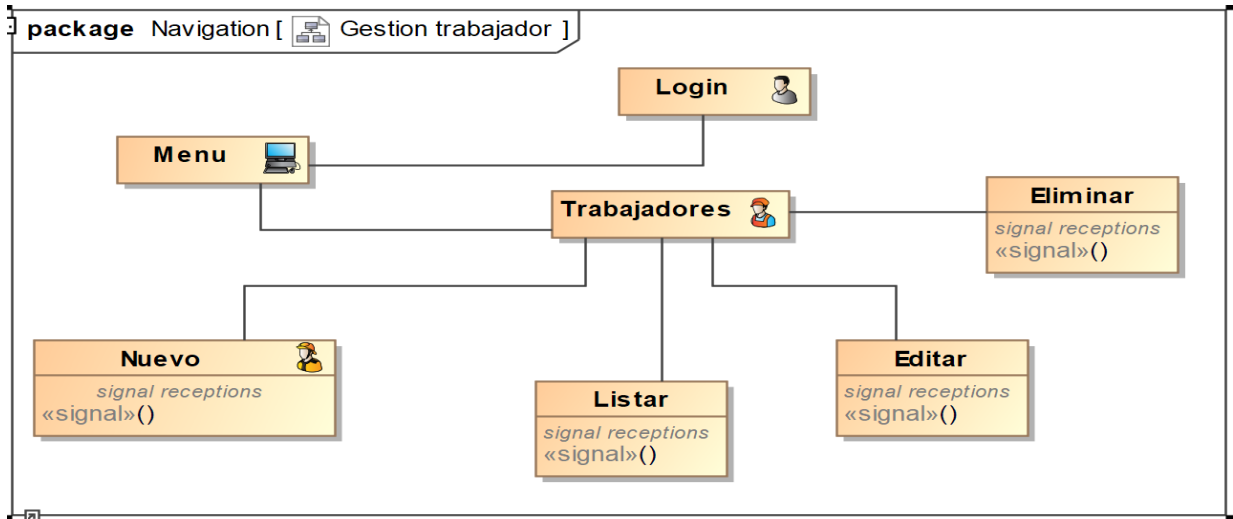 package Navigation [ Gestion trabajador ]
Login
Menu
Trabajadores
Eliminar
signal receptions
«signal»()
Nuevo
signal receptions
«signal»()
Listar
signal receptions
«signal»()
Editar
signal receptions
«signal»()